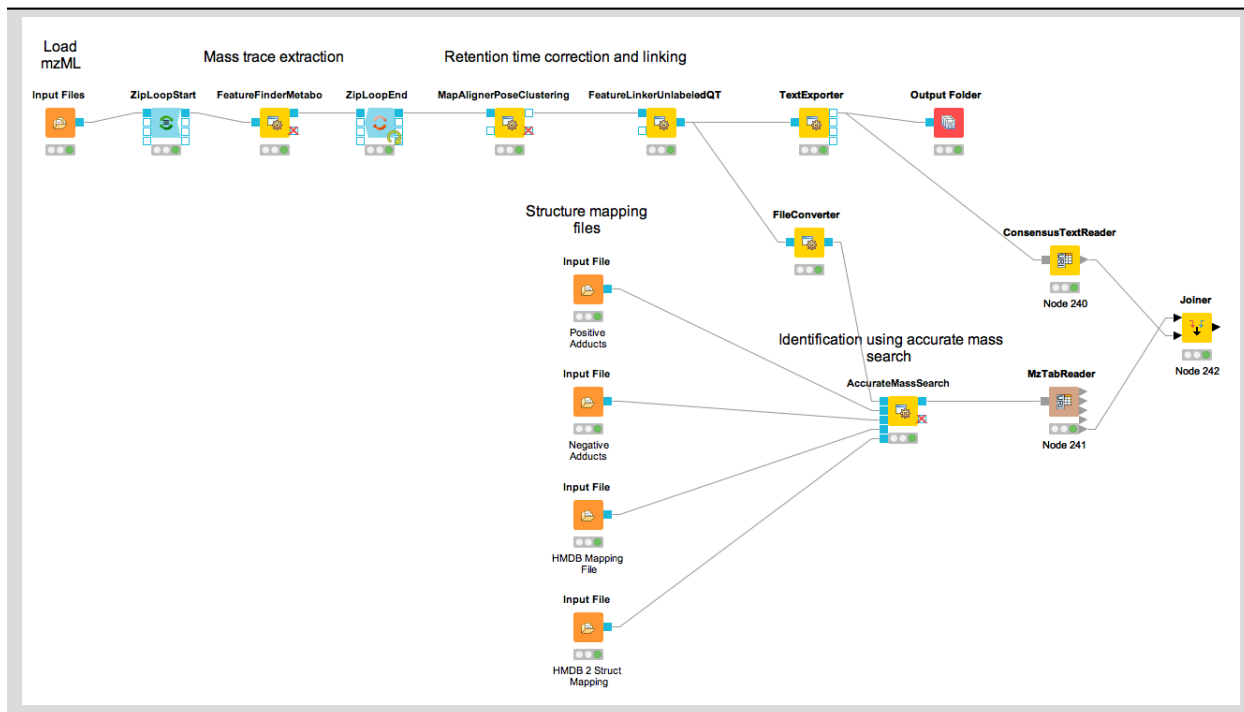 Load
mzML
Mass trace extraction
Retention time correction and linking
Input Files
ZipLoopStart
FeatureFinderMetabo
ZipLoopEnd
MapAlignerPoseClustering
FeatureLinkerUnlabeledQT
TextExporter
Output Folder
Structure mapping
files
FileConverter
ConsensusTextReader
Node 240
Input File
Positive
Adducts
Joiner
Node 242
Identification using accurate mass
search
Input File
Negative
Adducts
AccurateMassSearch
MzTabReader
Node 241
Input File
HMDB Mapping
File
Input File
HMDB 2 Struct
Mapping